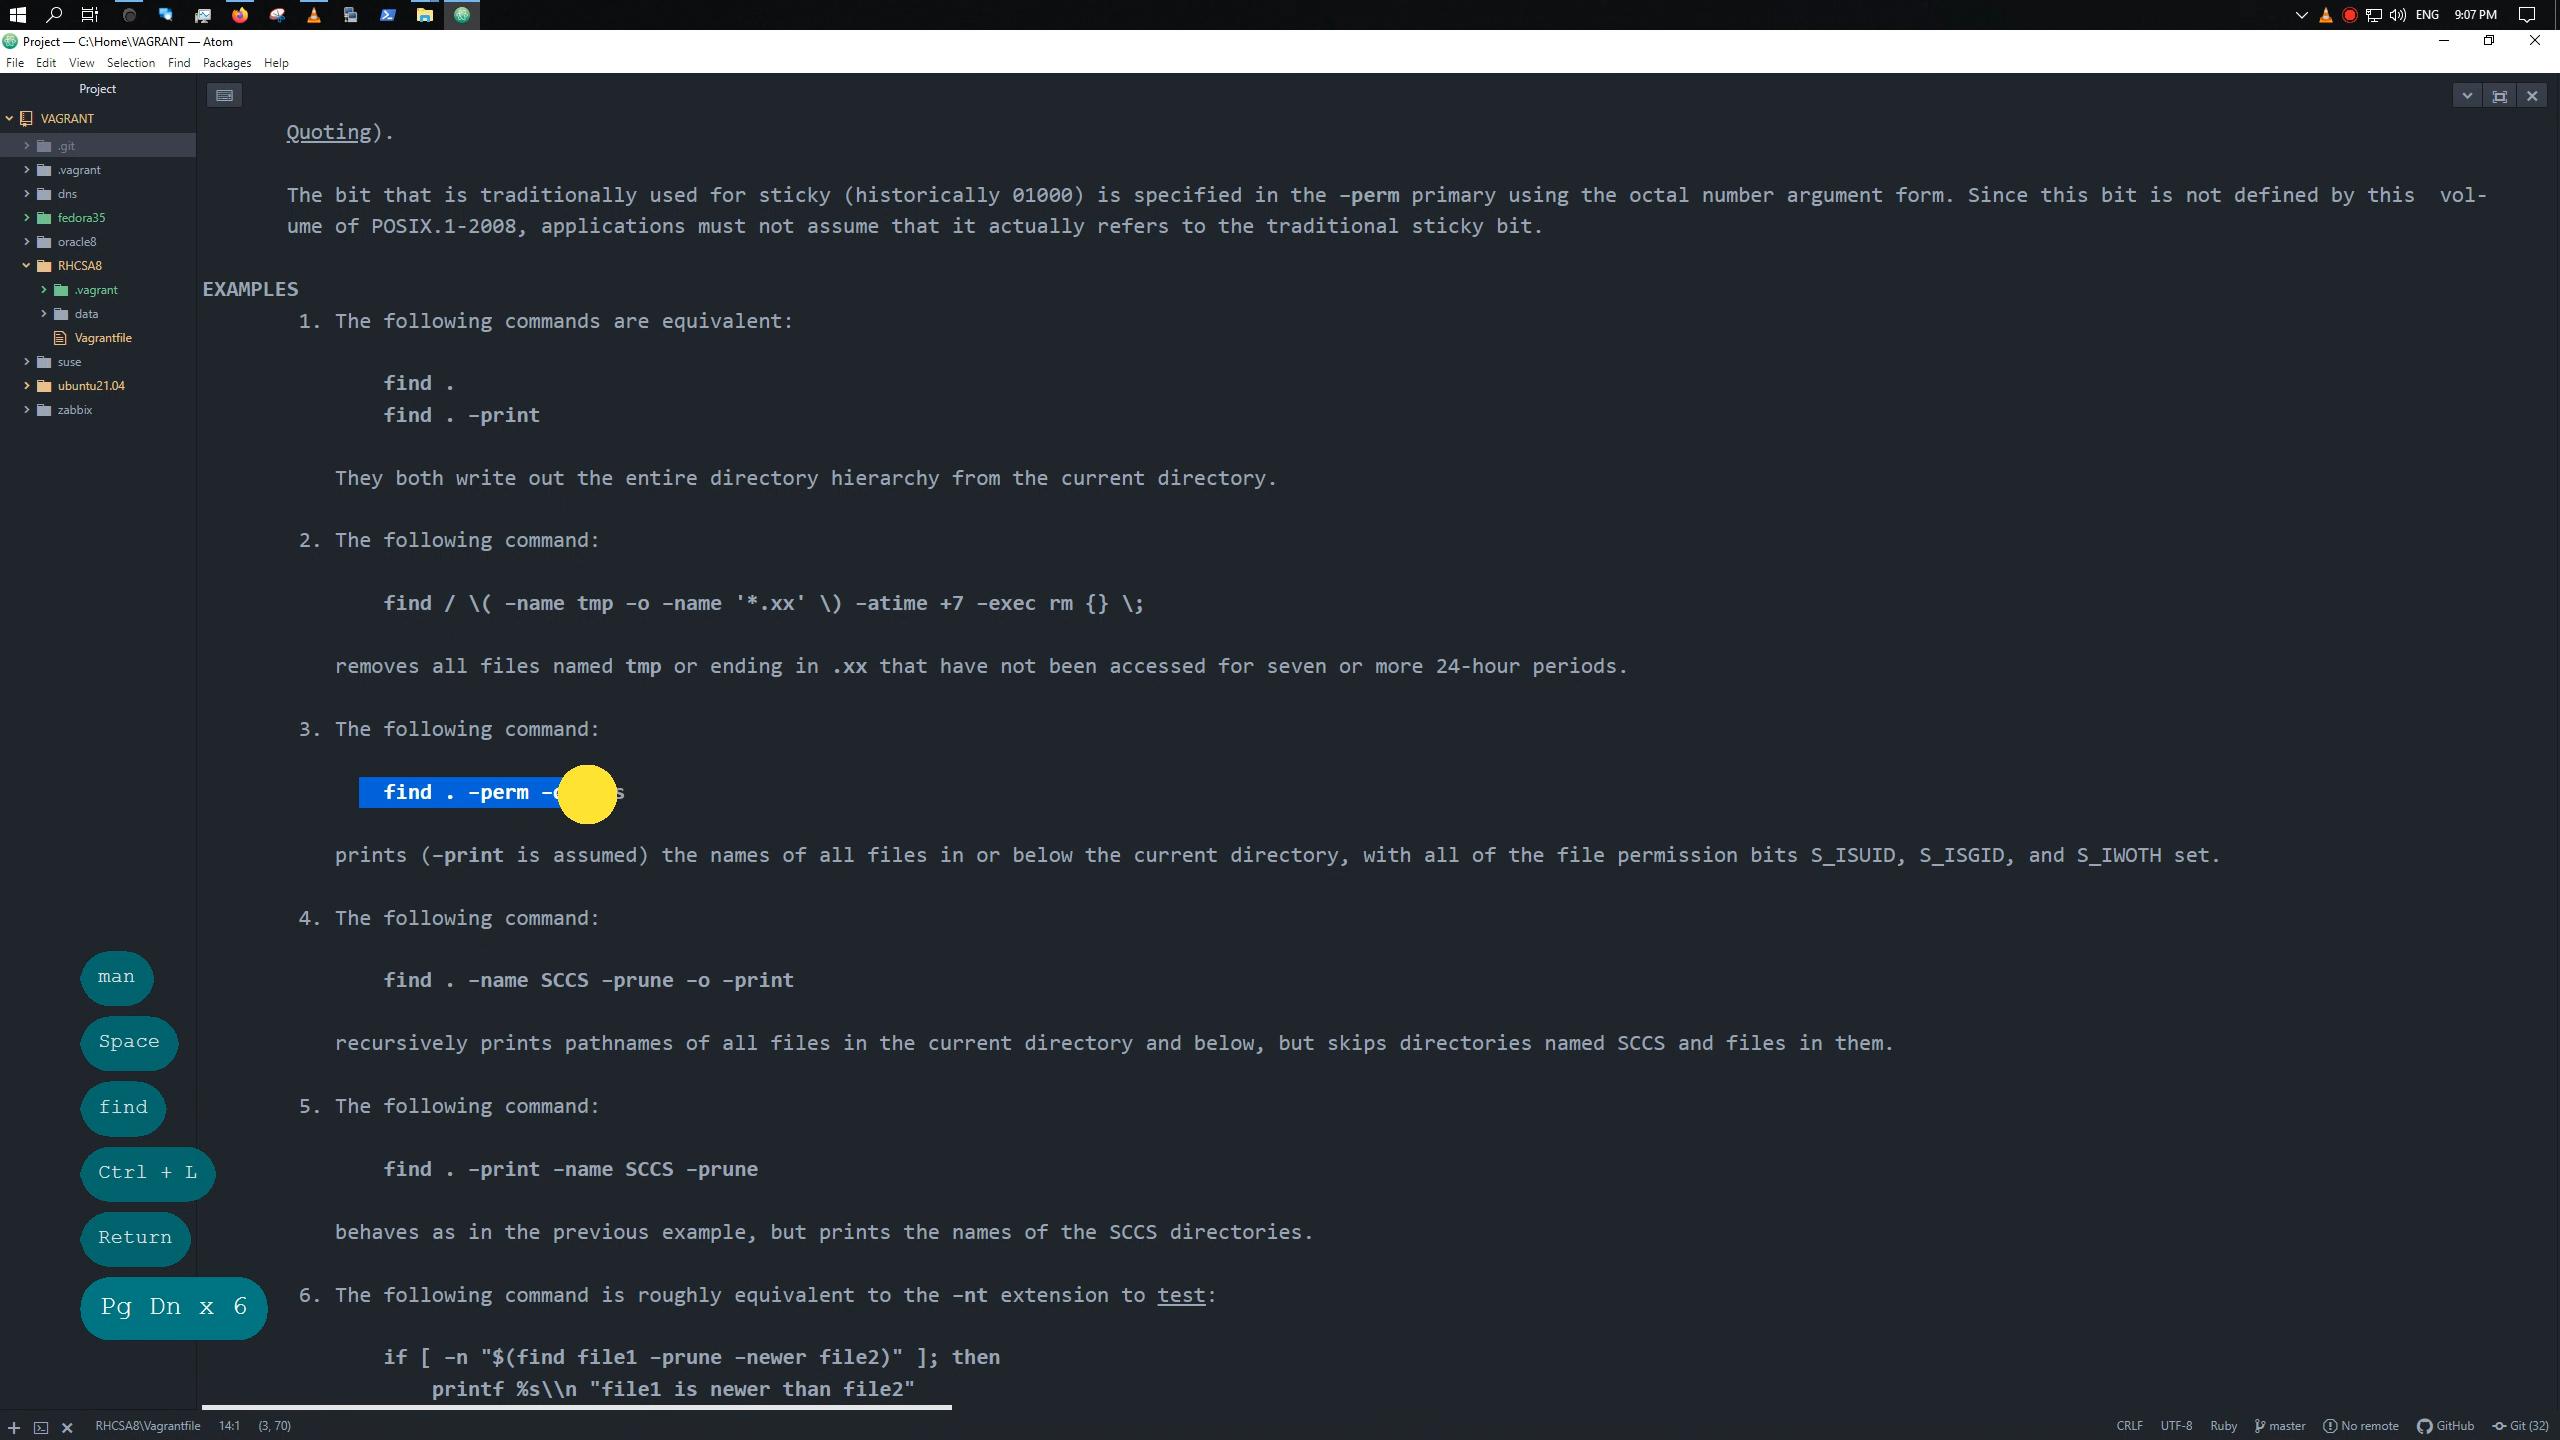 ENG 9:07 PM
Project — C:\Home\VAGRANT — Atom
File Edit View Selection Find Packages Help
Project
VAGRANT
.git
.vagrant
dns
fedora35
oracle8
RHCSA8
.vagrant
data
Vagrantfile
suse
ubuntu21.04
zabbix
Quoting).
The bit that is traditionally used for sticky (historically 01000) is specified in the -perm primary using the octal number argument form. Since this bit is not defined by this vol-
ume of POSIX.1-2008, applications must not assume that it actually refers to the traditional sticky bit.
EXAMPLES
1. The following commands are equivalent:
find .
find . -print
They both write out the entire directory hierarchy from the current directory.
2. The following command:
find / \( -name tmp -o -name '*.xx' \) -atime +7 -exec rm {} \;
removes all files named tmp or ending in .xx that have not been accessed for seven or more 24-hour periods.
3. The following command:
find . -perm
prints (-print is assumed) the names of all files in or below the current directory, with all of the file permission bits S_ISUID, S_ISGID, and S_IWOTH set.
4. The following command:
find . -name SCCS -prune -o -print
recursively prints pathnames of all files in the current directory and below, but skips directories named SCCS and files in them.
5. The following command:
find . -print -name SCCS -prune
behaves as in the previous example, but prints the names of the SCCS directories.
6. The following command is roughly equivalent to the -nt extension to test:
if [ -n "$(find file1 -prune -newer file2)" ]; then
printf %s\\n "file1 is newer than file2"
man
Space
find
Ctrl + L
Return
Pg Dn x 6
RHCSA8\Vagrantfile 14:1 (3, 70)
CRLF UTF-8 Ruby master No remote GitHub Git (32)